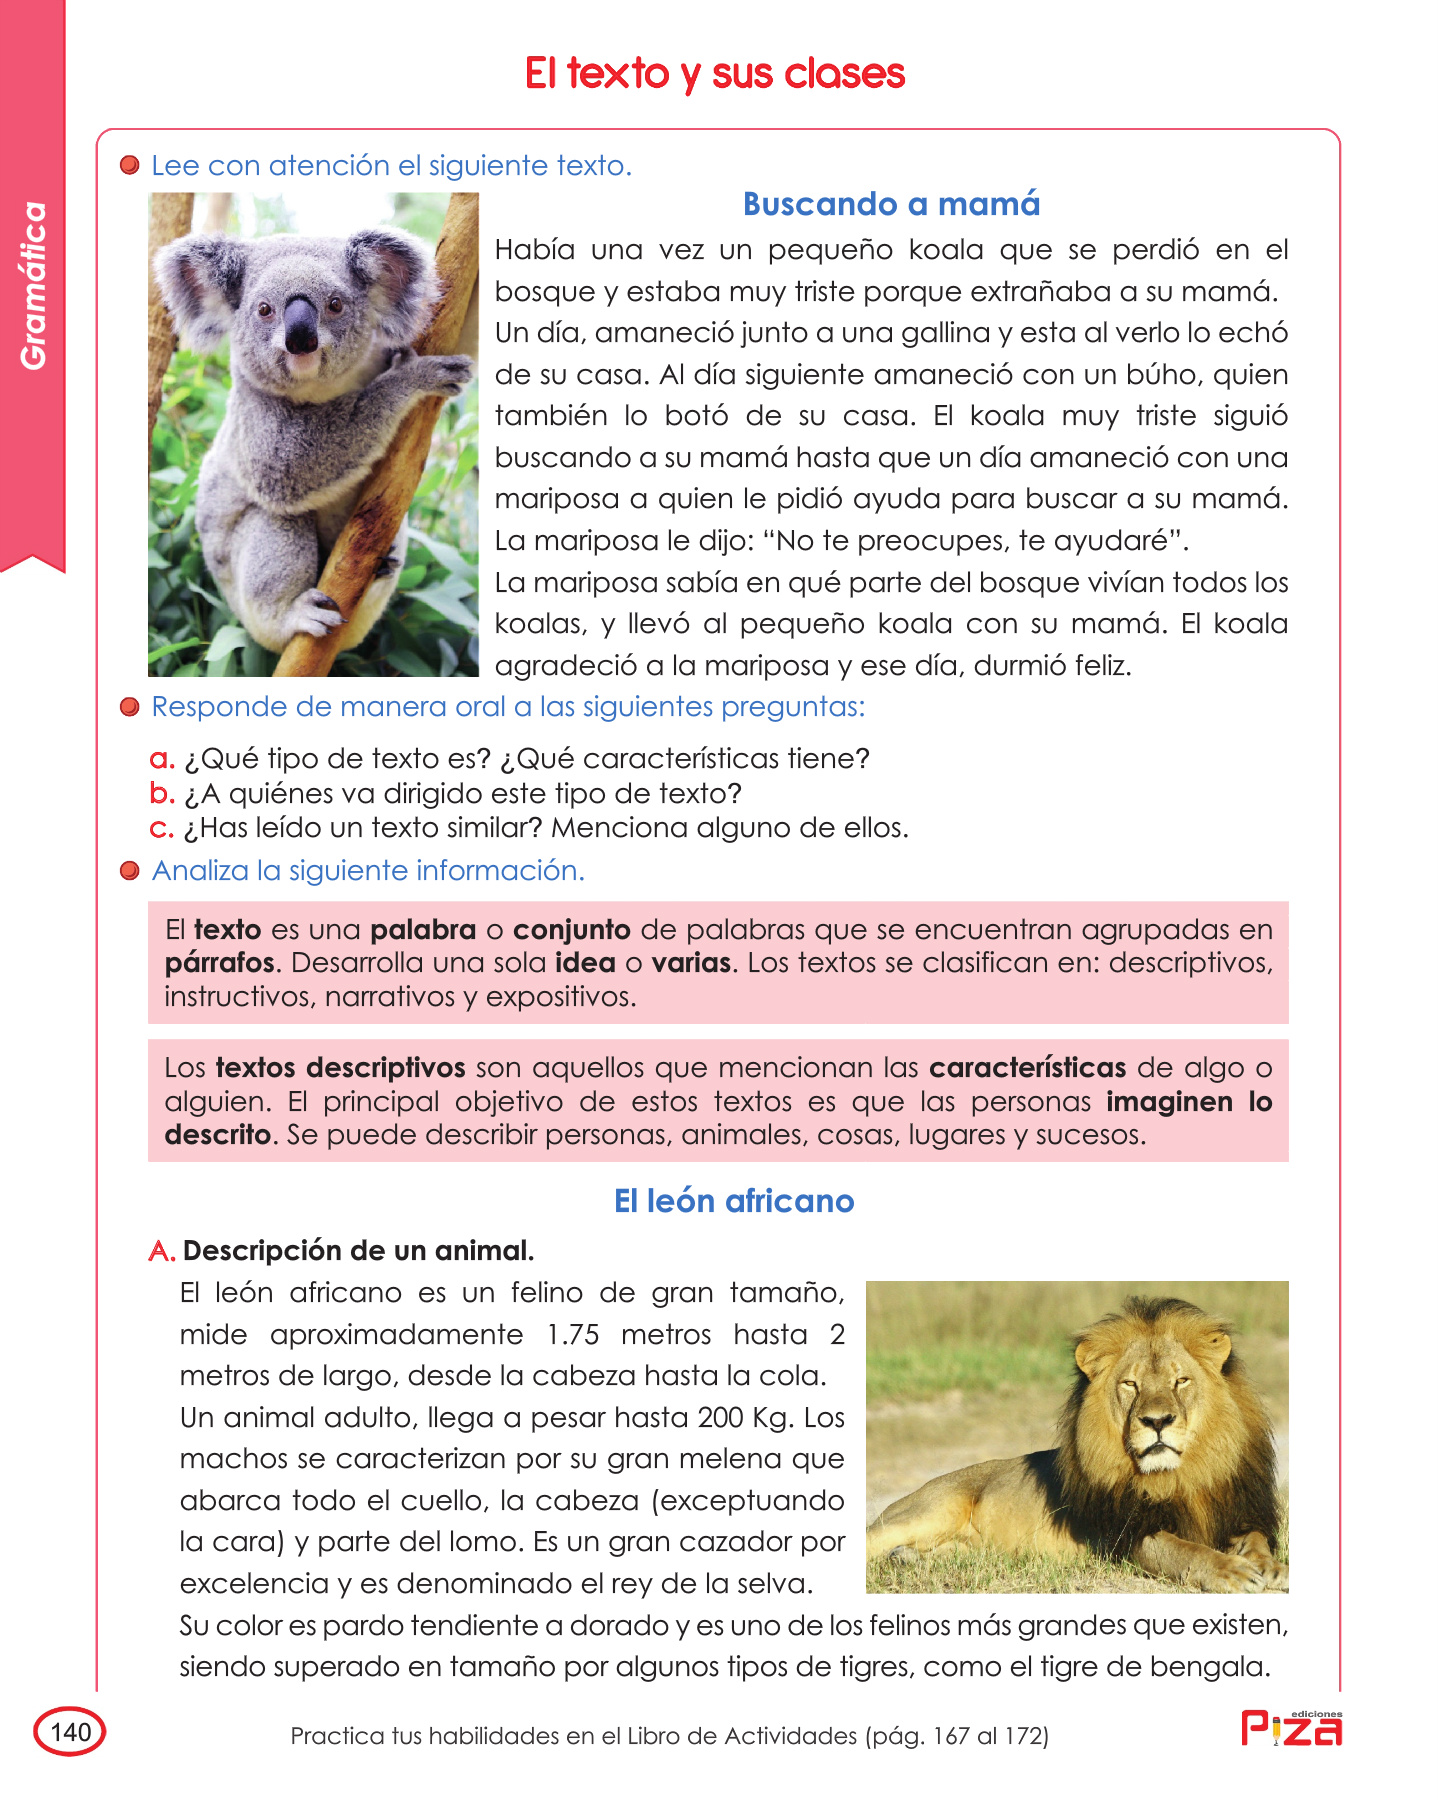 El texto y sus clases
Gramática
Lee con atención el siguiente texto.
Buscando a mamá
Había una vez un pequeño koala que se perdió en el
bosque y estaba muy triste porque extrañaba a su mamá.
Un día, amaneció junto a una gallina y esta al verlo lo echó
de su casa. Al día siguiente amaneció con un búho, quien
también lo botó de su casa. El koala muy triste siguió
buscando a su mamá hasta que un día amaneció con una
mariposa a quien le pidió ayuda para buscar a su mamá.
La mariposa le dijo: “No te preocupes, te ayudaré”.
La mariposa sabía en qué parte del bosque vivían todos los
koalas, y llevó al pequeño koala con su mamá. El koala
agradeció a la mariposa y ese día, durmió feliz.
Responde de manera oral a las siguientes preguntas:
a. ¿Qué tipo de texto es? ¿Qué características tiene?
b. ¿A quiénes va dirigido este tipo de texto?
c. ¿Has leído un texto similar? Menciona alguno de ellos.
Analiza la siguiente información.
El texto es una palabra o conjunto de palabras que se encuentran agrupadas en
párrafos. Desarrolla una sola idea o varias. Los textos se clasifican en: descriptivos,
instructivos, narrativos y expositivos.
Los textos descriptivos son aquellos que mencionan las características de algo o
alguien. El principal objetivo de estos textos es que las personas imaginen lo
descrito. Se puede describir personas, animales, cosas, lugares y sucesos.
El león africano
A. Descripción de un animal.
El león africano es un felino de gran tamaño,
mide aproximadamente 1.75 metros hasta 2
metros de largo, desde la cabeza hasta la cola.
Un animal adulto, llega a pesar hasta 200 Kg. Los
machos se caracterizan por su gran melena que
abarca todo el cuello, la cabeza (exceptuando
la cara) y parte del lomo. Es un gran cazador por
excelencia y es denominado el rey de la selva.
Su color es pardo tendiente a dorado y es uno de los felinos más grandes que existen,
siendo superado en tamaño por algunos tipos de tigres, como el tigre de bengala.
140
Practica tus habilidades en el Libro de Actividades (pág. 167 al 172)
ediciones
Piza